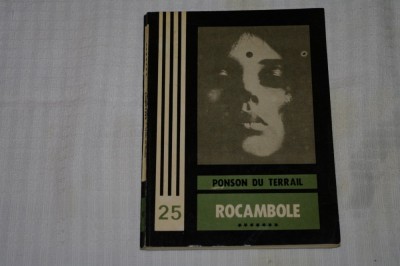 PONSON DU TERRAIL
25
ROCAMBOLE
*******